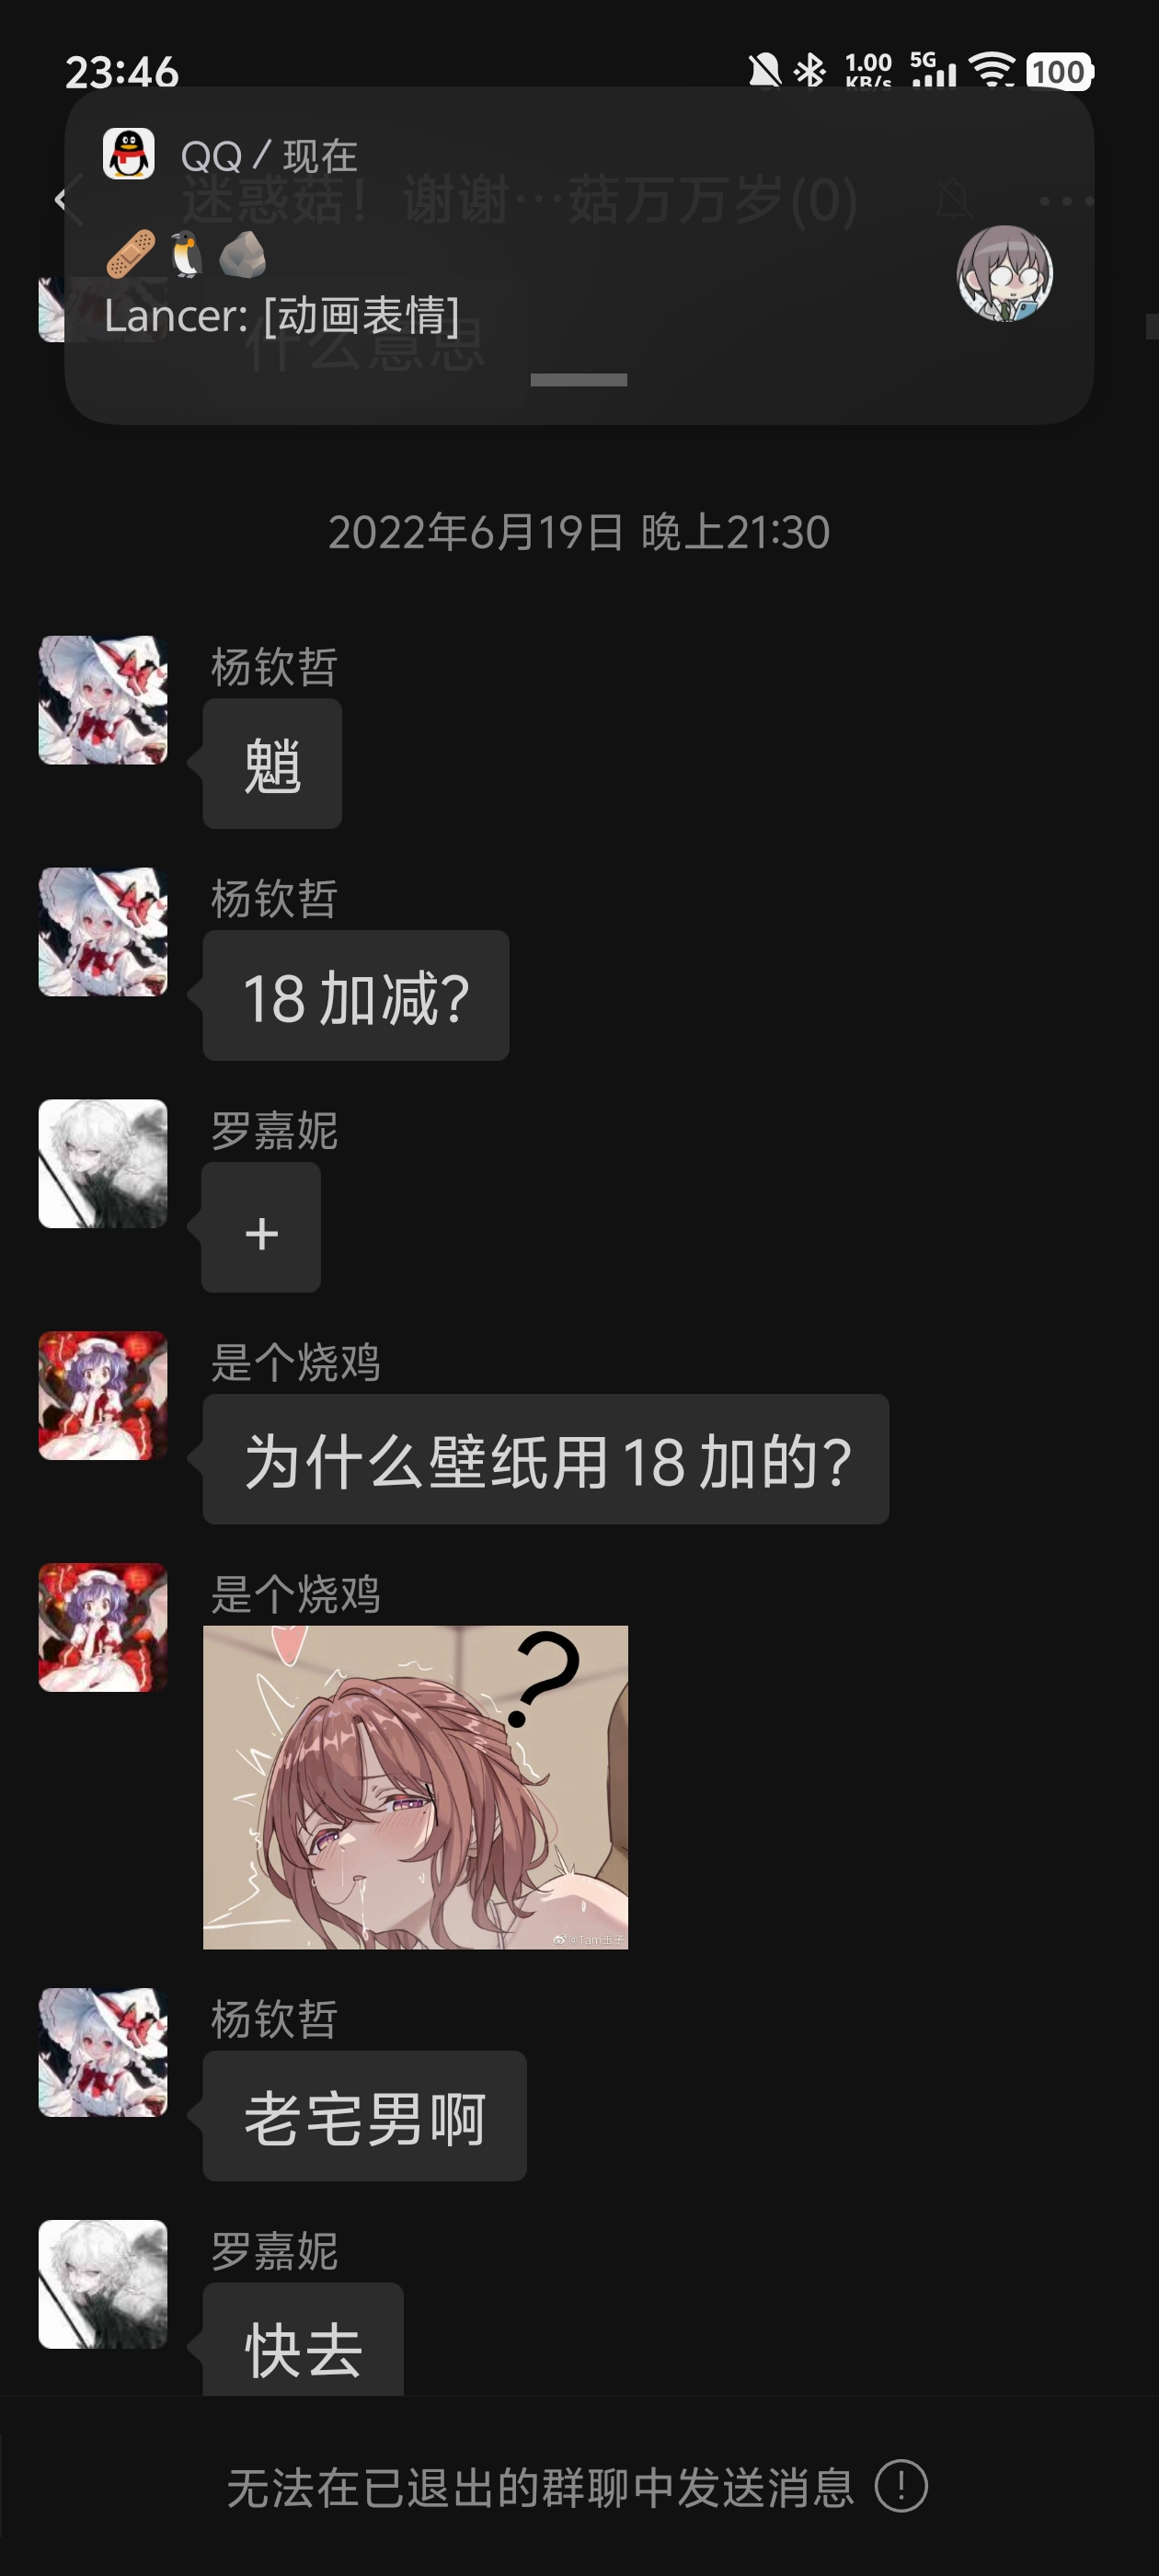 23:46
1.00 KB/s 5G 100
QQ / 现在
迷惑菇！谢谢…菇万万岁(0)
Lancer: [动画表情]
什么意思
2022年6月19日 晚上21:30
杨钦哲
魈
杨钦哲
18加减?
罗嘉妮
+
是个烧鸡
为什么壁纸用18加的?
是个烧鸡
?
杨钦哲
老宅男啊
罗嘉妮
快去
无法在已退出的群聊中发送消息